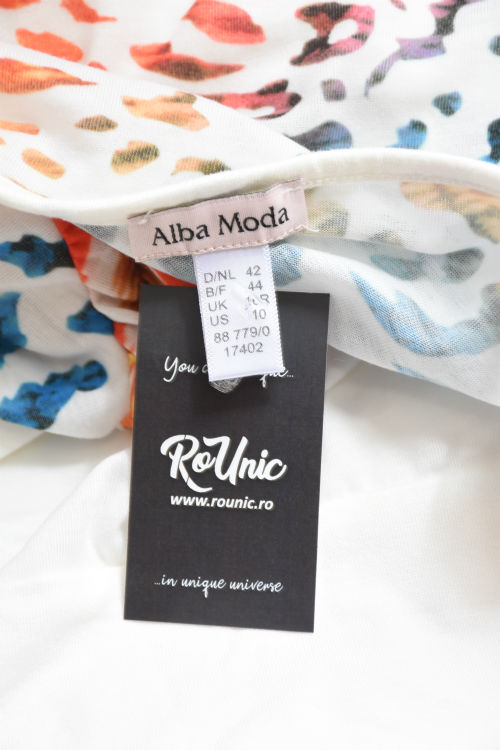 Alba Moda
D/NL 42
B/F 44
UK
US 10
88 779/0
17402
You
RoUnic
www.rounic.ro
...in unique universe